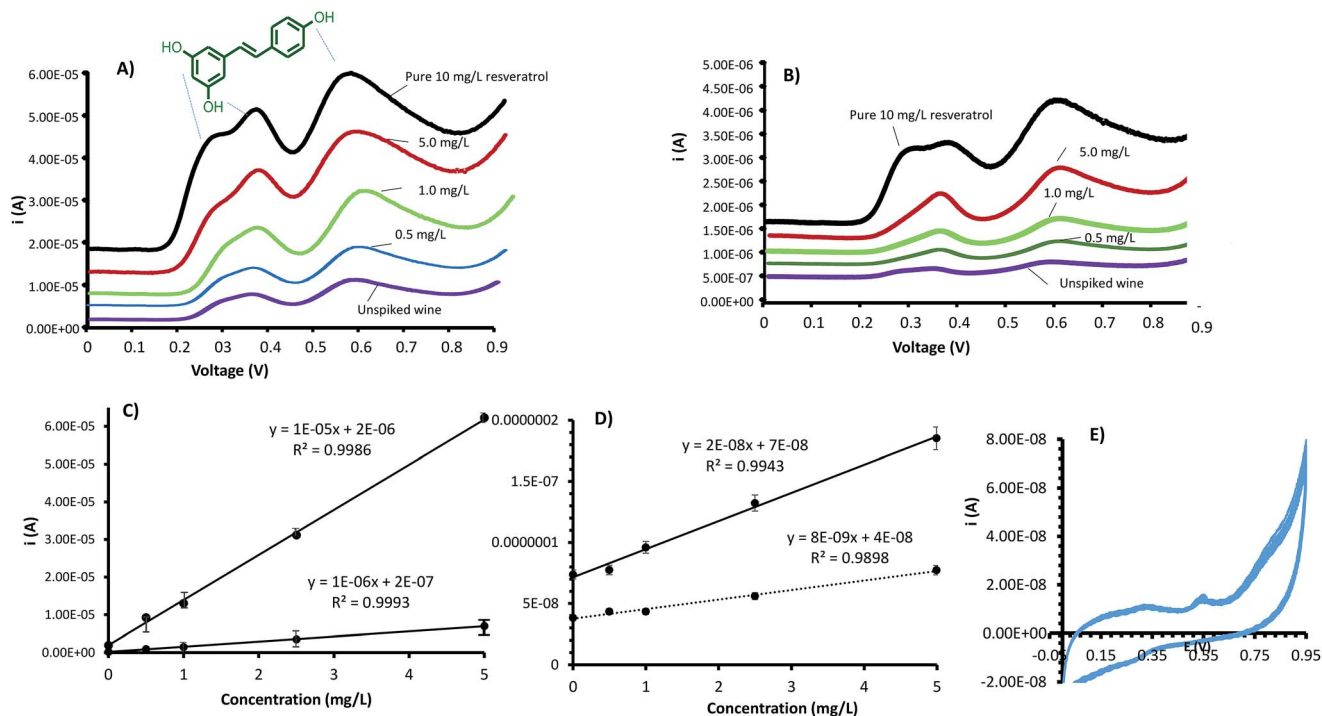 A)
HO
OH
OH
Pure 10 mg/L resveratrol
5.0 mg/L
1.0 mg/L
0.5 mg/L
Unspiked wine
6.00E-05
5.00E-05
4.00E-05
3.00E-05
2.00E-05
1.00E-05
0.00E+00
i (A)
0 0.1 0.2 03 0.4 0.5 0.6 0.7 0.8 0.9
Voltage (V)
B)
Pure 10 mg/L resveratrol
5.0 mg/L
1.0 mg/L
0.5 mg/L
Unspiked wine
5.00E-06
4.50E-06
4.00E-06
3.50E-06
3.00E-06
2.50E-06
2.00E-06
1.50E-06
1.00E-06
5.00E-07
0.00E+00
i (A)
0 0.1 0.2 0.3 0.4 0.5 0.6 0.7 0.8 -0.9
Voltage (V)
C)
y = 1E-05x + 2E-06
R² = 0.9986
y = 1E-06x + 2E-07
R² = 0.9993
6.00E-05
5.00E-05
4.00E-05
3.00E-05
2.00E-05
1.00E-05
0.00E+00
i (A)
0 1 2 3 4 5
Concentration (mg/L)
D)
y = 2E-08x + 7E-08
R² = 0.9943
y = 8E-09x + 4E-08
R² = 0.9898
0.0000002
1.5E-07
0.0000001
5E-08
0
i (A)
0 1 2 3 4 5
Concentration (mg/L)
E)
8.00E-08
6.00E-08
4.00E-08
2.00E-08
0.00E+00
-2.00E-08
i (A)
-0.05 0.15 0.35 0.55 0.75 0.95
E (V)